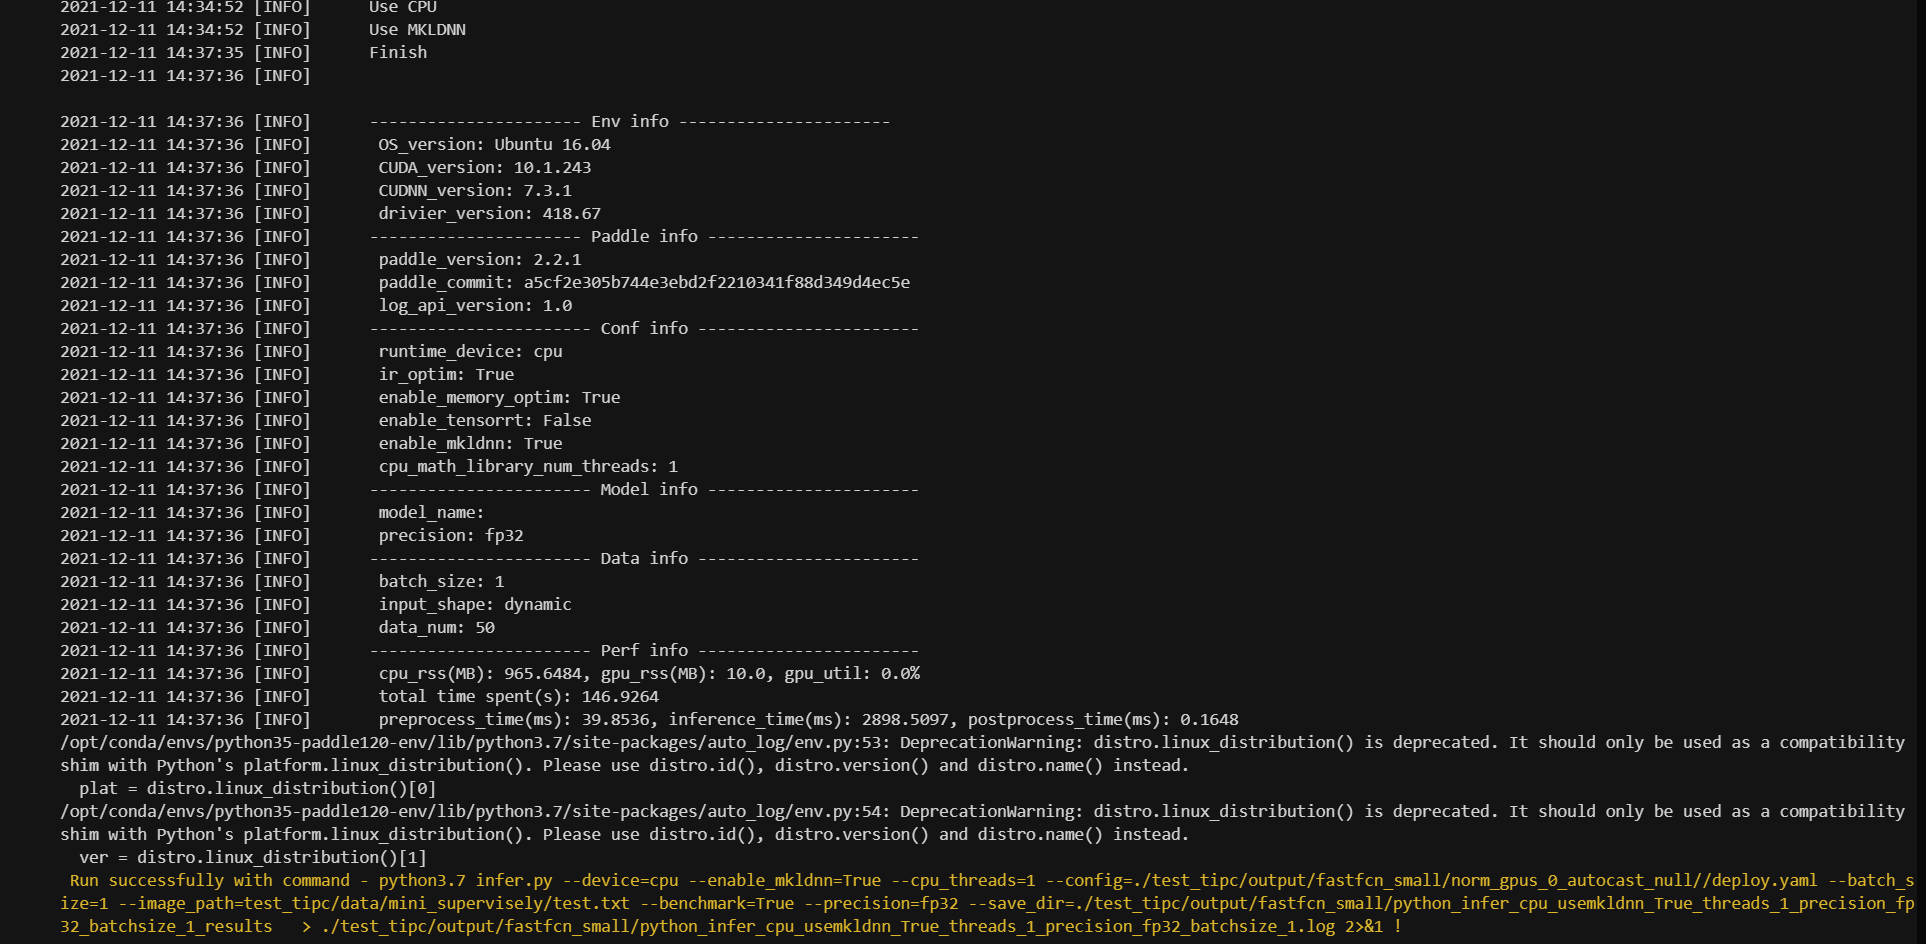 2021-12-11 14:34:52 [INFO]      Use CPU
2021-12-11 14:34:52 [INFO]      Use MKLDNN
2021-12-11 14:37:35 [INFO]      Finish
2021-12-11 14:37:36 [INFO]
2021-12-11 14:37:36 [INFO]      ---------------------- Env info ----------------------
2021-12-11 14:37:36 [INFO]       OS_version: Ubuntu 16.04
2021-12-11 14:37:36 [INFO]       CUDA_version: 10.1.243
2021-12-11 14:37:36 [INFO]       CUDNN_version: 7.3.1
2021-12-11 14:37:36 [INFO]       drivier_version: 418.67
2021-12-11 14:37:36 [INFO]      ---------------------- Paddle info ----------------------
2021-12-11 14:37:36 [INFO]       paddle_version: 2.2.1
2021-12-11 14:37:36 [INFO]       paddle_commit: a5cf2e305b744e3ebd2f2210341f88d349d4ec5e
2021-12-11 14:37:36 [INFO]       log_api_version: 1.0
2021-12-11 14:37:36 [INFO]      ----------------------- Conf info -----------------------
2021-12-11 14:37:36 [INFO]       runtime_device: cpu
2021-12-11 14:37:36 [INFO]       ir_optim: True
2021-12-11 14:37:36 [INFO]       enable_memory_optim: True
2021-12-11 14:37:36 [INFO]       enable_tensorrt: False
2021-12-11 14:37:36 [INFO]       enable_mkldnn: True
2021-12-11 14:37:36 [INFO]       cpu_math_library_num_threads: 1
2021-12-11 14:37:36 [INFO]      ----------------------- Model info ----------------------
2021-12-11 14:37:36 [INFO]       model_name:
2021-12-11 14:37:36 [INFO]       precision: fp32
2021-12-11 14:37:36 [INFO]      ----------------------- Data info -----------------------
2021-12-11 14:37:36 [INFO]       batch_size: 1
2021-12-11 14:37:36 [INFO]       input_shape: dynamic
2021-12-11 14:37:36 [INFO]       data_num: 50
2021-12-11 14:37:36 [INFO]      ----------------------- Perf info -----------------------
2021-12-11 14:37:36 [INFO]       cpu_rss(MB): 965.6484, gpu_rss(MB): 10.0, gpu_util: 0.0%
2021-12-11 14:37:36 [INFO]       total time spent(s): 146.9264
2021-12-11 14:37:36 [INFO]       preprocess_time(ms): 39.8536, inference_time(ms): 2898.5097, postprocess_time(ms): 0.1648
/opt/conda/envs/python35-paddle120-env/lib/python3.7/site-packages/auto_log/env.py:53: DeprecationWarning: distro.linux_distribution() is deprecated. It should only be used as a compatibility
shim with Python's platform.linux_distribution(). Please use distro.id(), distro.version() and distro.name() instead.
  plat = distro.linux_distribution()[0]
/opt/conda/envs/python35-paddle120-env/lib/python3.7/site-packages/auto_log/env.py:54: DeprecationWarning: distro.linux_distribution() is deprecated. It should only be used as a compatibility
shim with Python's platform.linux_distribution(). Please use distro.id(), distro.version() and distro.name() instead.
  ver = distro.linux_distribution()[1]
 Run successfully with command - python3.7 infer.py --device=cpu --enable_mkldnn=True --cpu_threads=1 --config=./test_tipc/output/fastfcn_small/norm_gpus_0_autocast_null//deploy.yaml --batch_s
ize=1 --image_path=test_tipc/data/mini_supervisely/test.txt --benchmark=True --precision=fp32 --save_dir=./test_tipc/output/fastfcn_small/python_infer_cpu_usemkldnn_True_threads_1_precision_fp
32_batchsize_1_results   > ./test_tipc/output/fastfcn_small/python_infer_cpu_usemkldnn_True_threads_1_precision_fp32_batchsize_1.log 2>&1 !